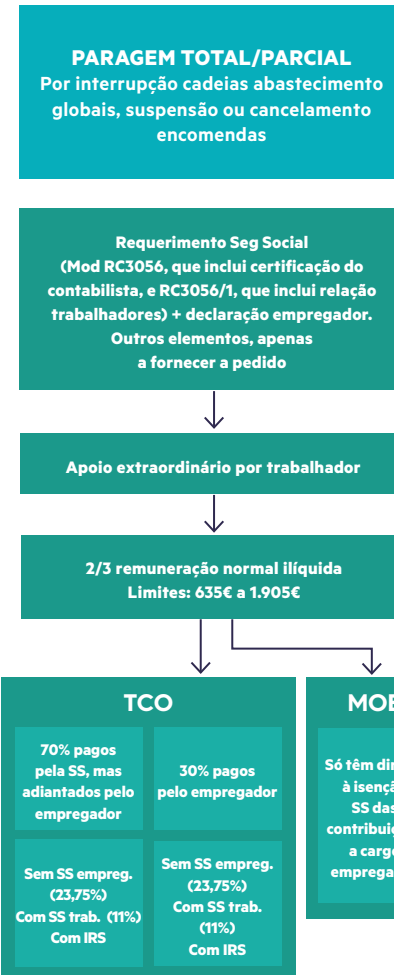 PARAGEM TOTAL/PARCIAL
Por interrupção cadeias abastecimento
globais, suspensão ou cancelamento
encomendas
Requerimento Seg Social
(Mod RC3056, que inclui certificação do
contabilista, e RC3056/1, que inclui relação
trabalhadores) + declaração empregador.
Outros elementos, apenas
a fornecer a pedido
Apoio extraordinário por trabalhador
2/3 remuneração normal ilíquida
Limites: 635€ a 1.905€
TCO
70% pagos
pela SS, mas
adiantados pelo
empregador
30% pagos
pelo empregador
Sem SS empreg.
(23,75%)
Com SS trab. (11%)
Com IRS
Sem SS empreg.
(23,75%)
Com SS trab.
(11%)
Com IRS
Só têm
SS das
a